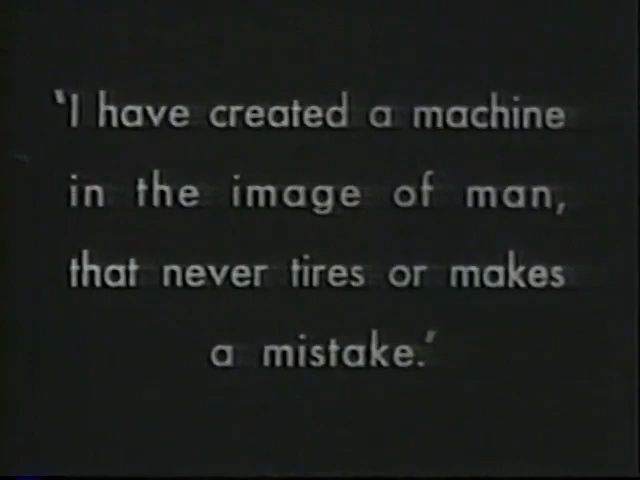 'I have created a machine
in the image of man,
that never tires or makes
a mistake.'